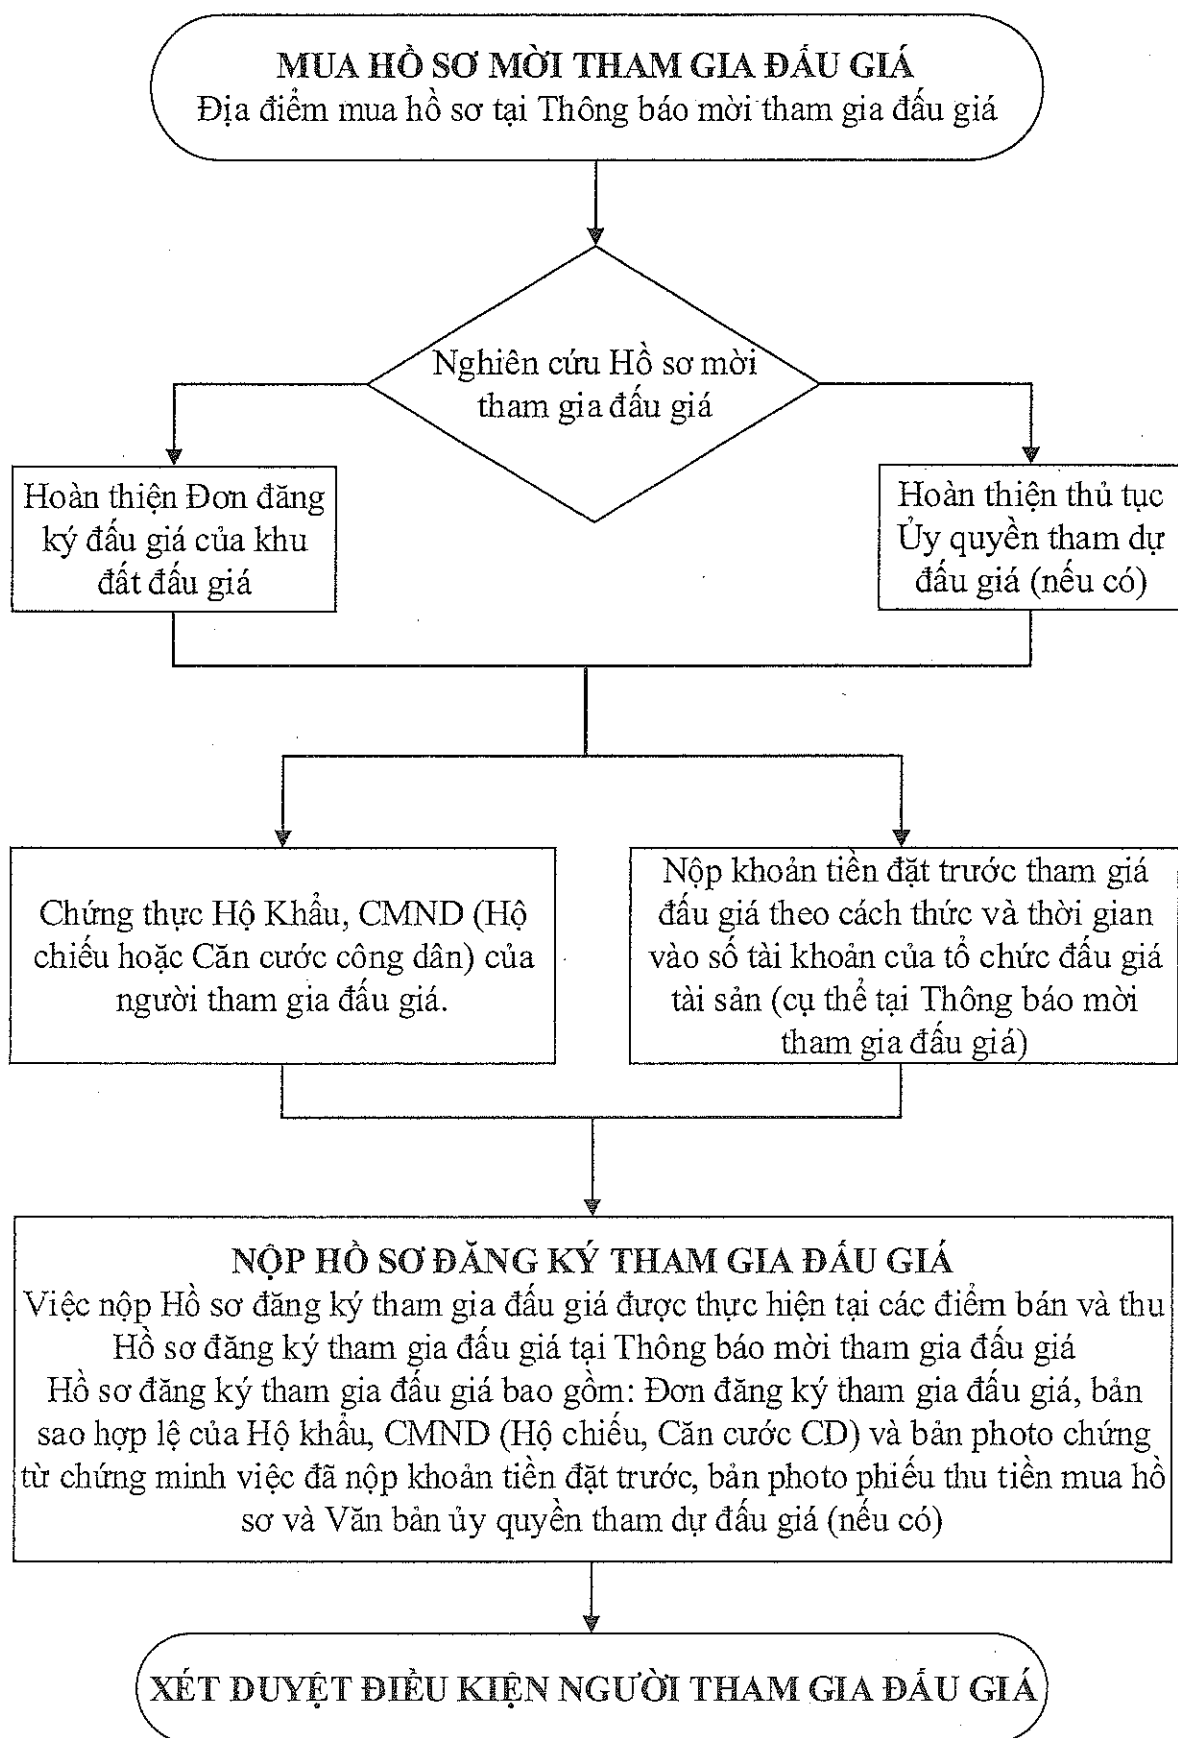 MUA HỒ SƠ MỜI THAM GIA ĐẤU GIÁ
Địa điểm mua hồ sơ tại Thông báo mời tham gia đấu giá
Nghiên cứu Hồ sơ mời
tham gia đấu giá
Hoàn thiện Đơn đăng
ký đấu giá của khu
đất đấu giá
Hoàn thiện thủ tục
Ủy quyền tham dự
đấu giá (nếu có)
Chứng thực Hộ Khẩu, CMND (Hộ
chiếu hoặc Căn cước công dân) của
người tham gia đấu giá.
Nộp khoản tiền đặt trước tham giá
đấu giá theo cách thức và thời gian
vào số tài khoản của tổ chức đấu giá
tài sản (cụ thể tại Thông báo mời
tham gia đấu giá)
NỘP HỒ SƠ ĐĂNG KÝ THAM GIA ĐẤU GIÁ
Việc nộp Hồ sơ đăng ký tham gia đấu giá được thực hiện tại các điểm bán và thu
Hồ sơ đăng ký tham gia đấu giá tại Thông báo mời tham gia đấu giá
Hồ sơ đăng ký tham gia đấu giá bao gồm: Đơn đăng ký tham gia đấu giá, bản
sao hợp lệ của Hộ khẩu, CMND (Hộ chiếu, Căn cước CD) và bản photo chứng
từ chứng minh việc đã nộp khoản tiền đặt trước, bản photo phiếu thu tiền mua hồ
sơ và Văn bản ủy quyền tham dự đấu giá (nếu có)
XÉT DUYỆT ĐIỀU KIỆN NGƯỜI THAM GIA ĐẤU GIÁ